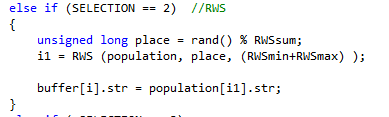 else if (SELECTION == 2)  //RWS
{
    unsigned long place = rand() % RWSsum;
    i1 = RWS (population, place, (RWSmin+RWSmax) );

    buffer[i].str = population[i1].str;
}